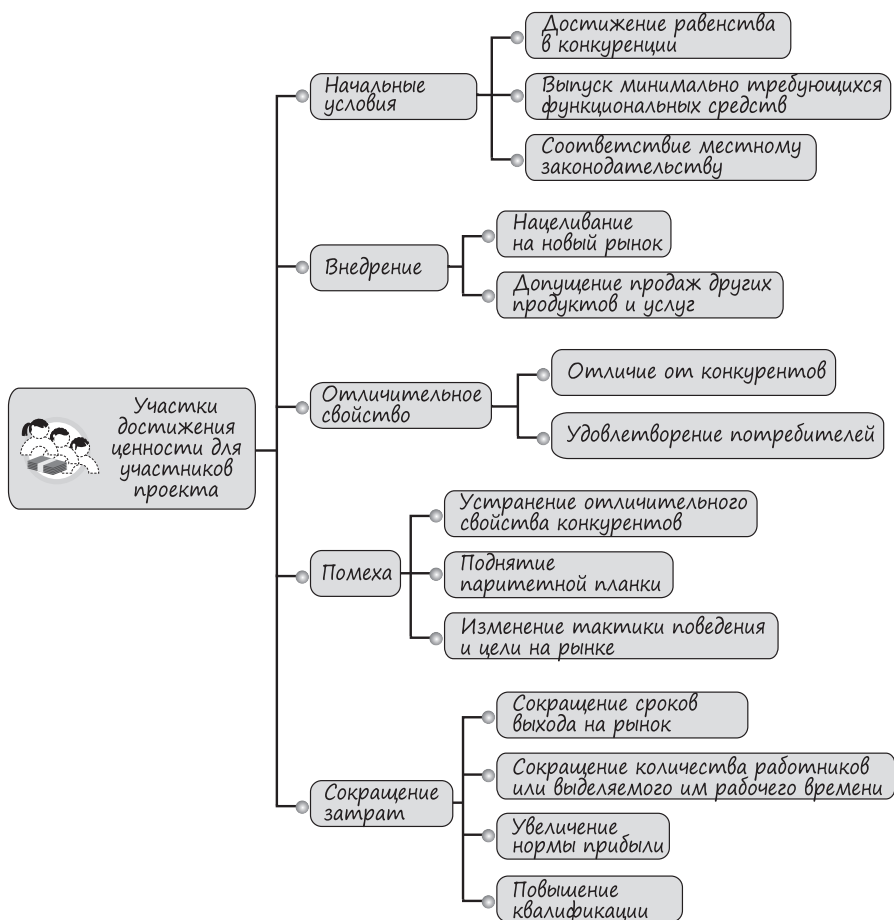 Участки
достижения
ценности для
участников
проекта
Начальные
условия
Достижение равенства
в конкуренции
Выпуск минимально требующихся
функциональных средств
Соответствие местному
законодательству
Внедрение
Нацеливание
на новый рынок
Допущение продаж других
продуктов и услуг
Отличительное
свойство
Отличие от конкурентов
Удовлетворение потребителей
Помеха
Устранение отличительного
свойства конкурентов
Поднятие
паритетной планки
Изменение тактики поведения
и цели на рынке
Сокращение
затрат
Сокращение сроков
выхода на рынок
Сокращение количества работников
или выделяемого им рабочего времени
Увеличение
нормы прибыли
Повышение
квалификации